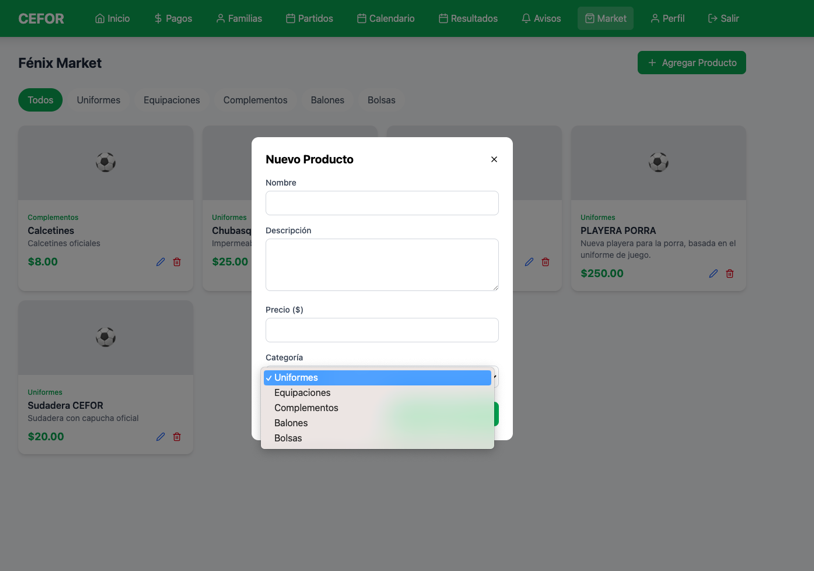 CEFOR
Inicio
Pagos
Familias
Partidos
Calendario
Resultados
Avisos
Market
Perfil
Salir
Fénix Market
Agregar Producto
Todos
Uniformes
Equipaciones
Complementos
Balones
Bolsas
Complementos
Calcetines
Calcetines oficiales
$8.00
Uniformes
Chubasq
Impermeal
$25.00
Uniformes
PLAYERA PORRA
Nueva playera para la porra, basada en el
uniforme de juego.
$250.00
Uniformes
Sudadera CEFOR
Sudadera con capucha oficial
$20.00
Nuevo Producto
Nombre
Descripción
Precio ($)
Categoría
Uniformes
Equipaciones
Complementos
Balones
Bolsas